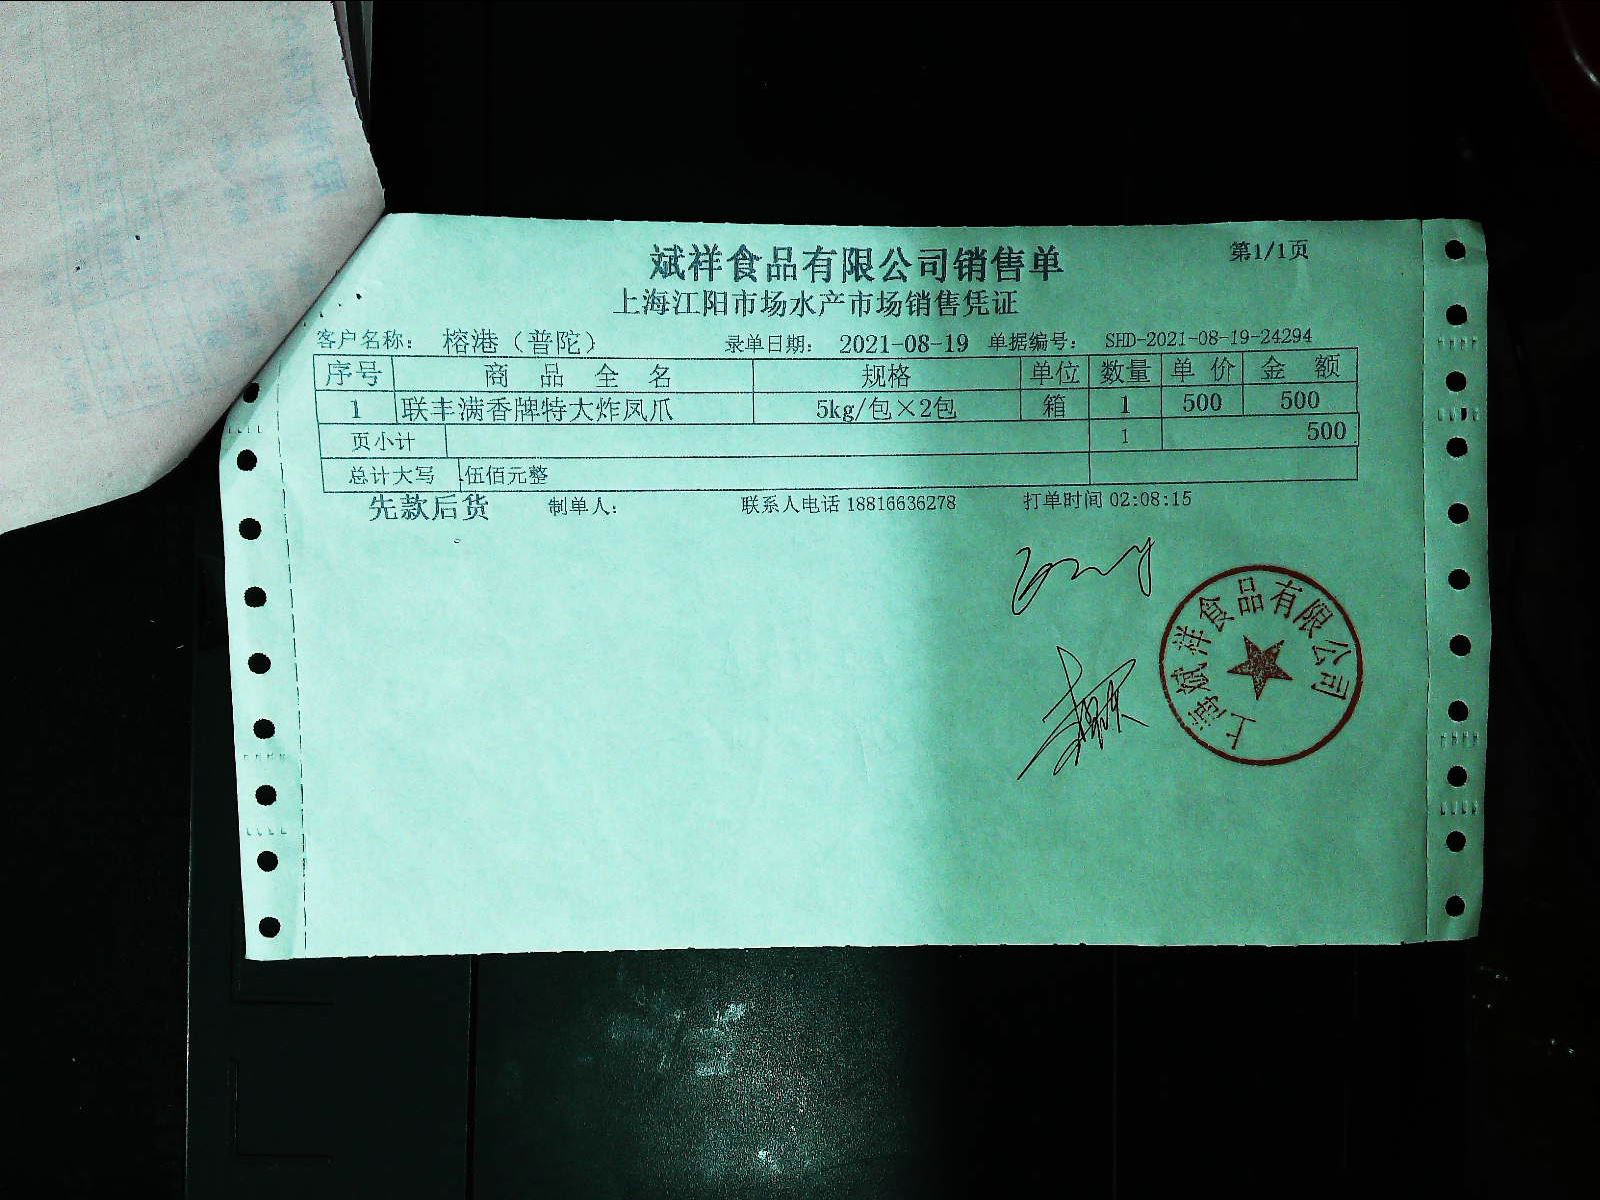 斌祥食品有限公司销售单 第1/1页
上海江阳市场水产市场销售凭证
客户名称： 榕港（普陀） 录单日期： 2021-08-19 单据编号： SHD-2021-08-19-24294
序号 商品全名 规格 单位 数量 单价 金额
1 联丰满香牌特大炸凤爪 5kg/包×2包 箱 1 500 500
页小计 1 500
总计大写 伍佰元整
先款后货 制单人： 联系人电话 18816636278 打单时间 02:08:15
上海斌祥食品有限公司